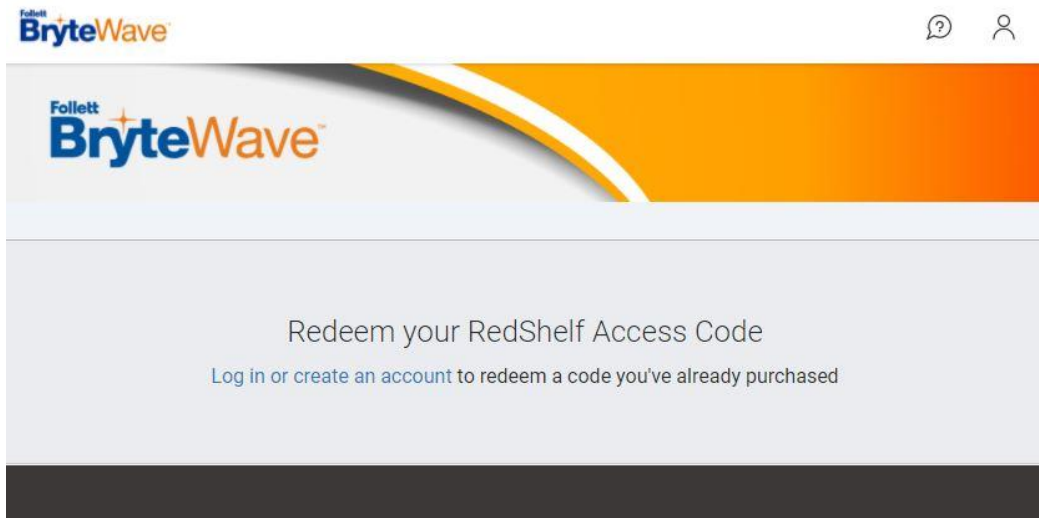 Follett
BryteWave
Follett
BryteWave™
Redeem your RedShelf Access Code
Log in or create an account to redeem a code you've already purchased